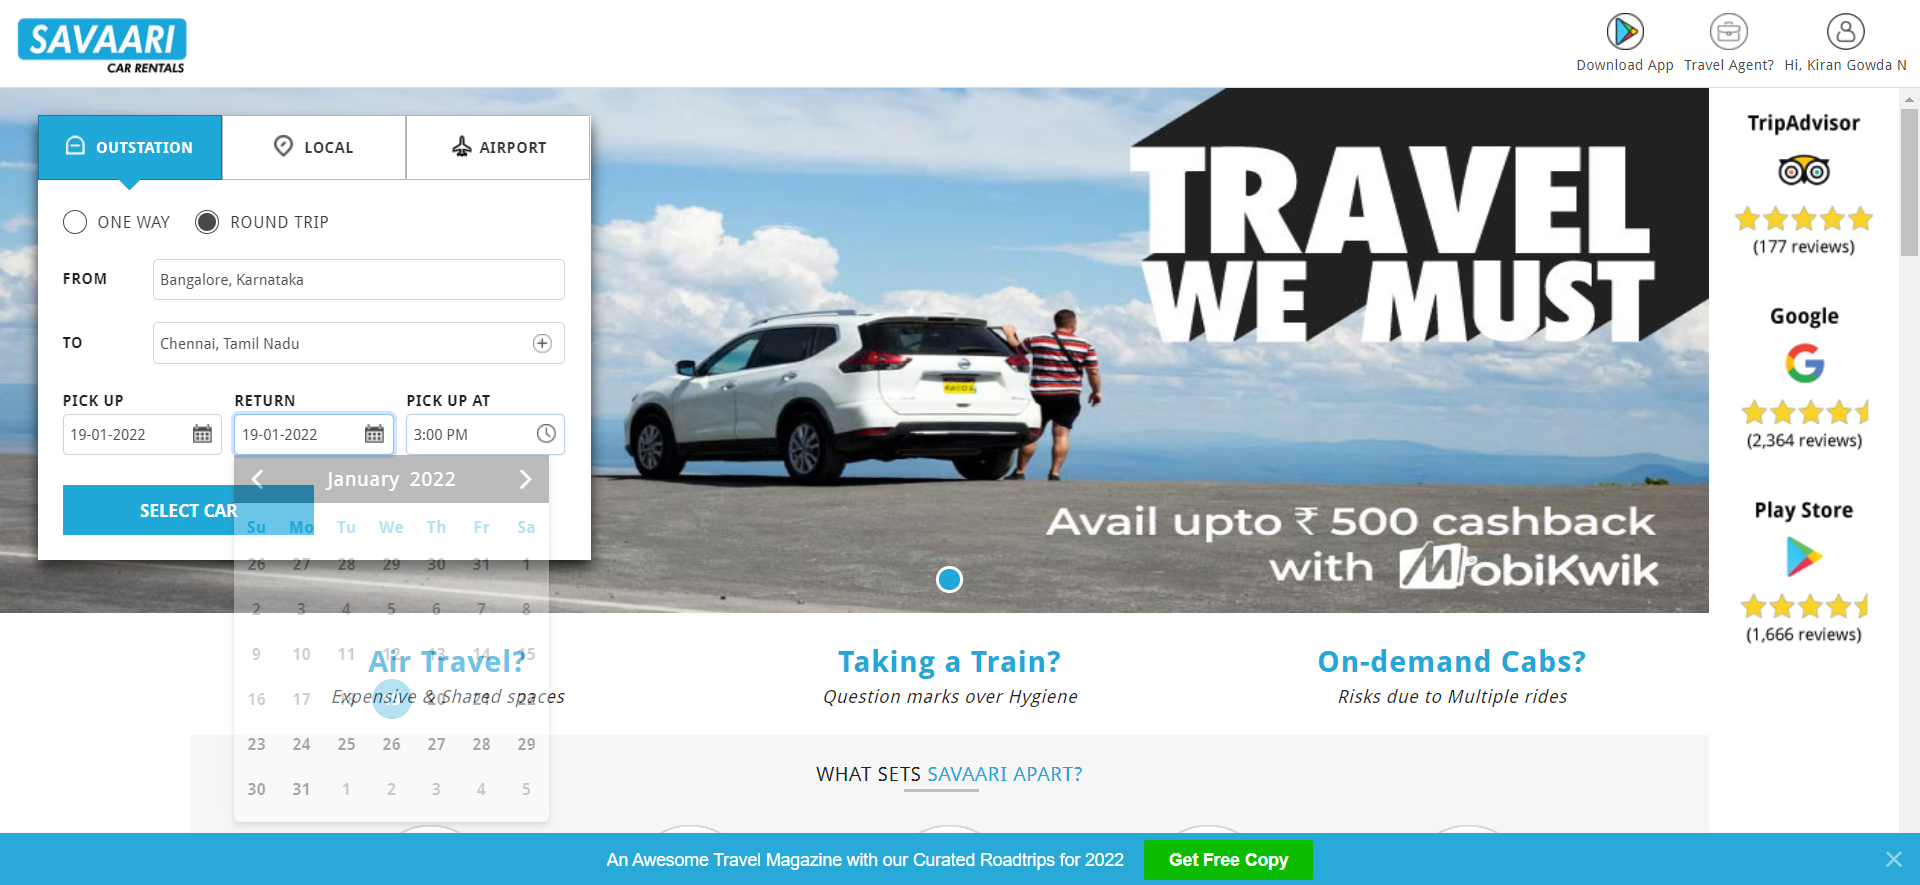 SAVAARI
CAR RENTALS
Download App
Travel Agent?
Hi, Kiran Gowda N
OUTSTATION
LOCAL
AIRPORT
ONE WAY
ROUND TRIP
FROM
Bangalore, Karnataka
TO
Chennai, Tamil Nadu
PICK UP
RETURN
PICK UP AT
19-01-2022
19-01-2022
3:00 PM
SELECT CAR
January 2022
Su Mo Tu We Th Fr Sa
26 27 28 29 30 31 1
2 3 4 5 6 7 8
9 10 11 12 13 14 15
16 17 18 19 20 21 22
23 24 25 26 27 28 29
30 31 1 2 3 4 5
TRAVEL
WE MUST
Avail upto ₹ 500 cashback
with MobiKwik
TripAdvisor
(177 reviews)
Google
(2,364 reviews)
Play Store
(1,666 reviews)
Air Travel?
Expensive & Shared spaces
Taking a Train?
Question marks over Hygiene
On-demand Cabs?
Risks due to Multiple rides
WHAT SETS SAVAARI APART?
An Awesome Travel Magazine with our Curated Roadtrips for 2022
Get Free Copy